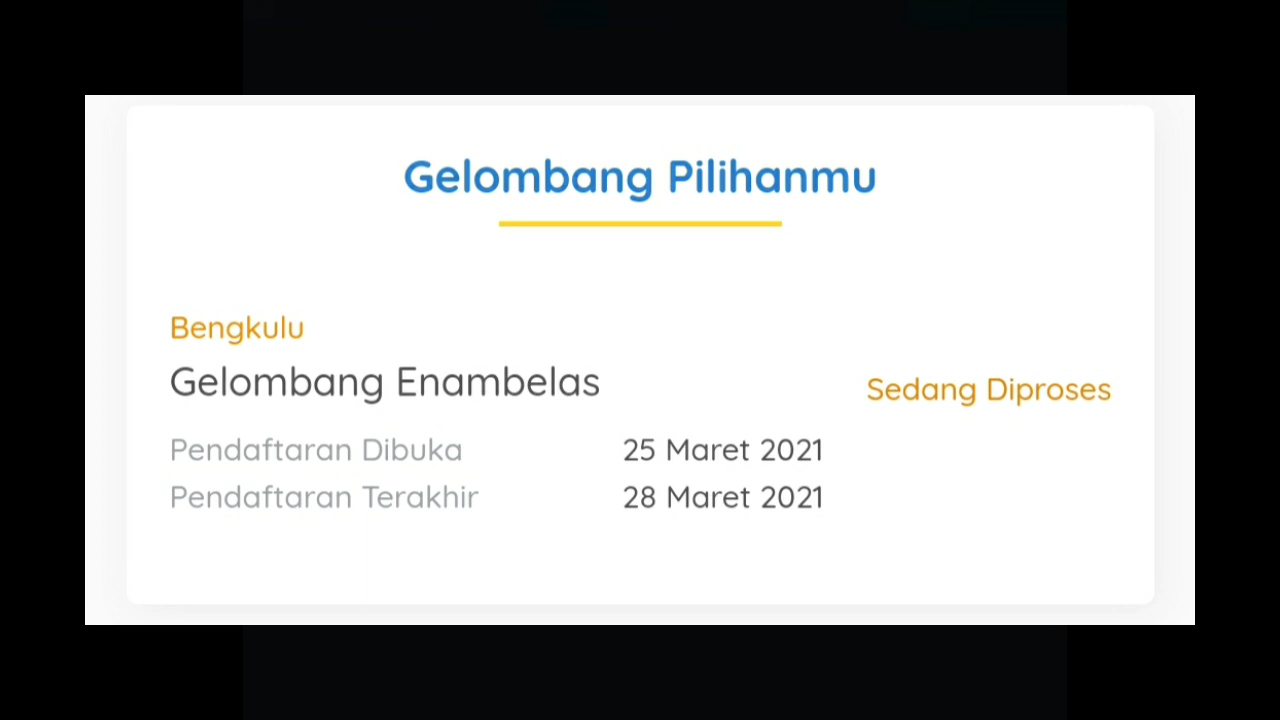 Gelombang Pilihanmu
Bengkulu
Gelombang Enambelas
Sedang Diproses
Pendaftaran Dibuka 25 Maret 2021
Pendaftaran Terakhir 28 Maret 2021